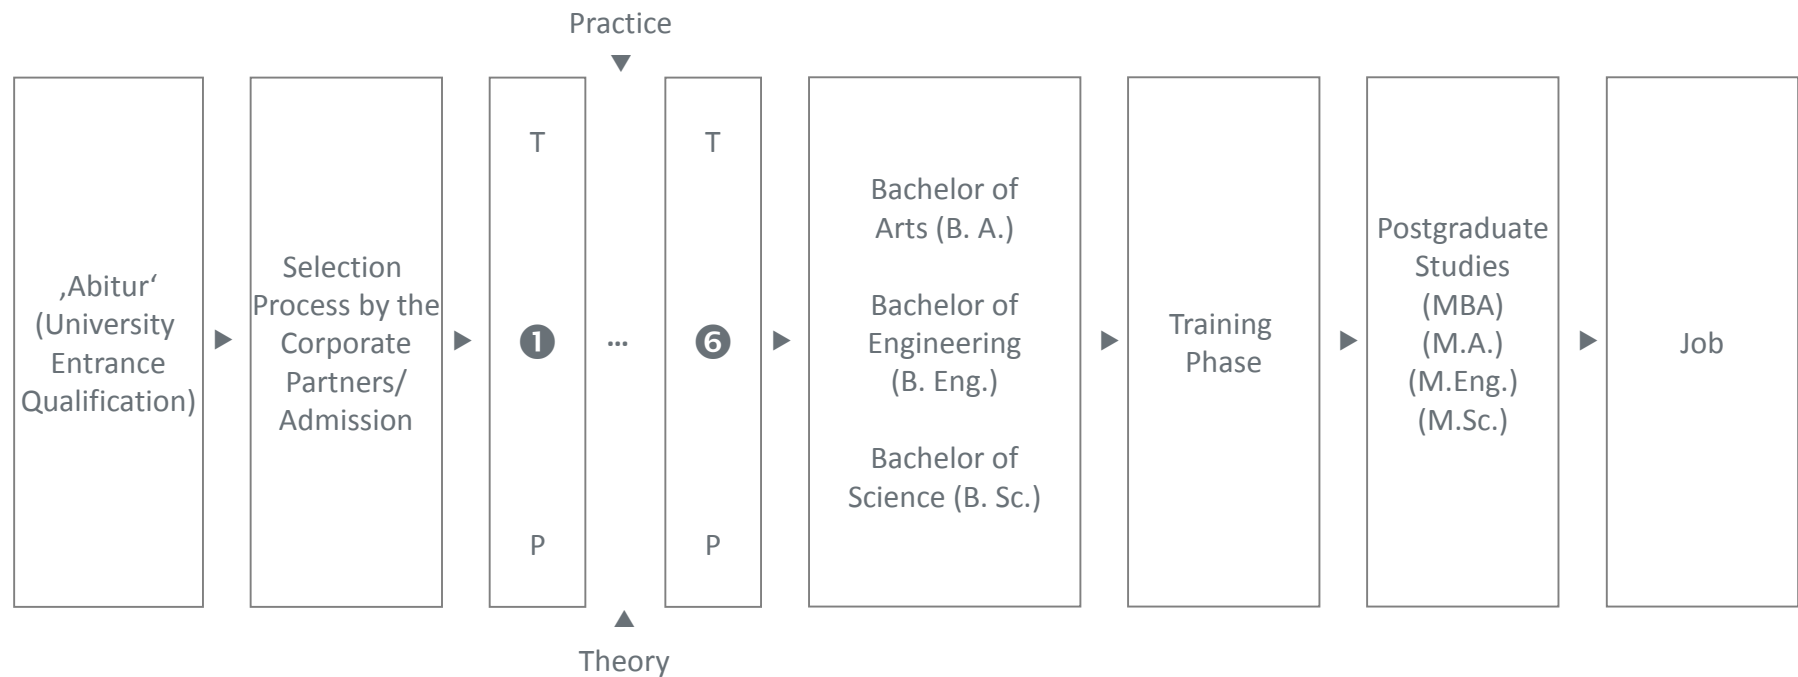 Practice
‚Abitur‘
(University
Entrance
Qualification)
Selection
Process by the
Corporate
Partners/
Admission
T
❶
P
...
T
❻
P
Theory
Bachelor of
Arts (B. A.)
Bachelor of
Engineering
(B. Eng.)
Bachelor of
Science (B. Sc.)
Training
Phase
Postgraduate
Studies
(MBA)
(M.A.)
(M.Eng.)
(M.Sc.)
Job